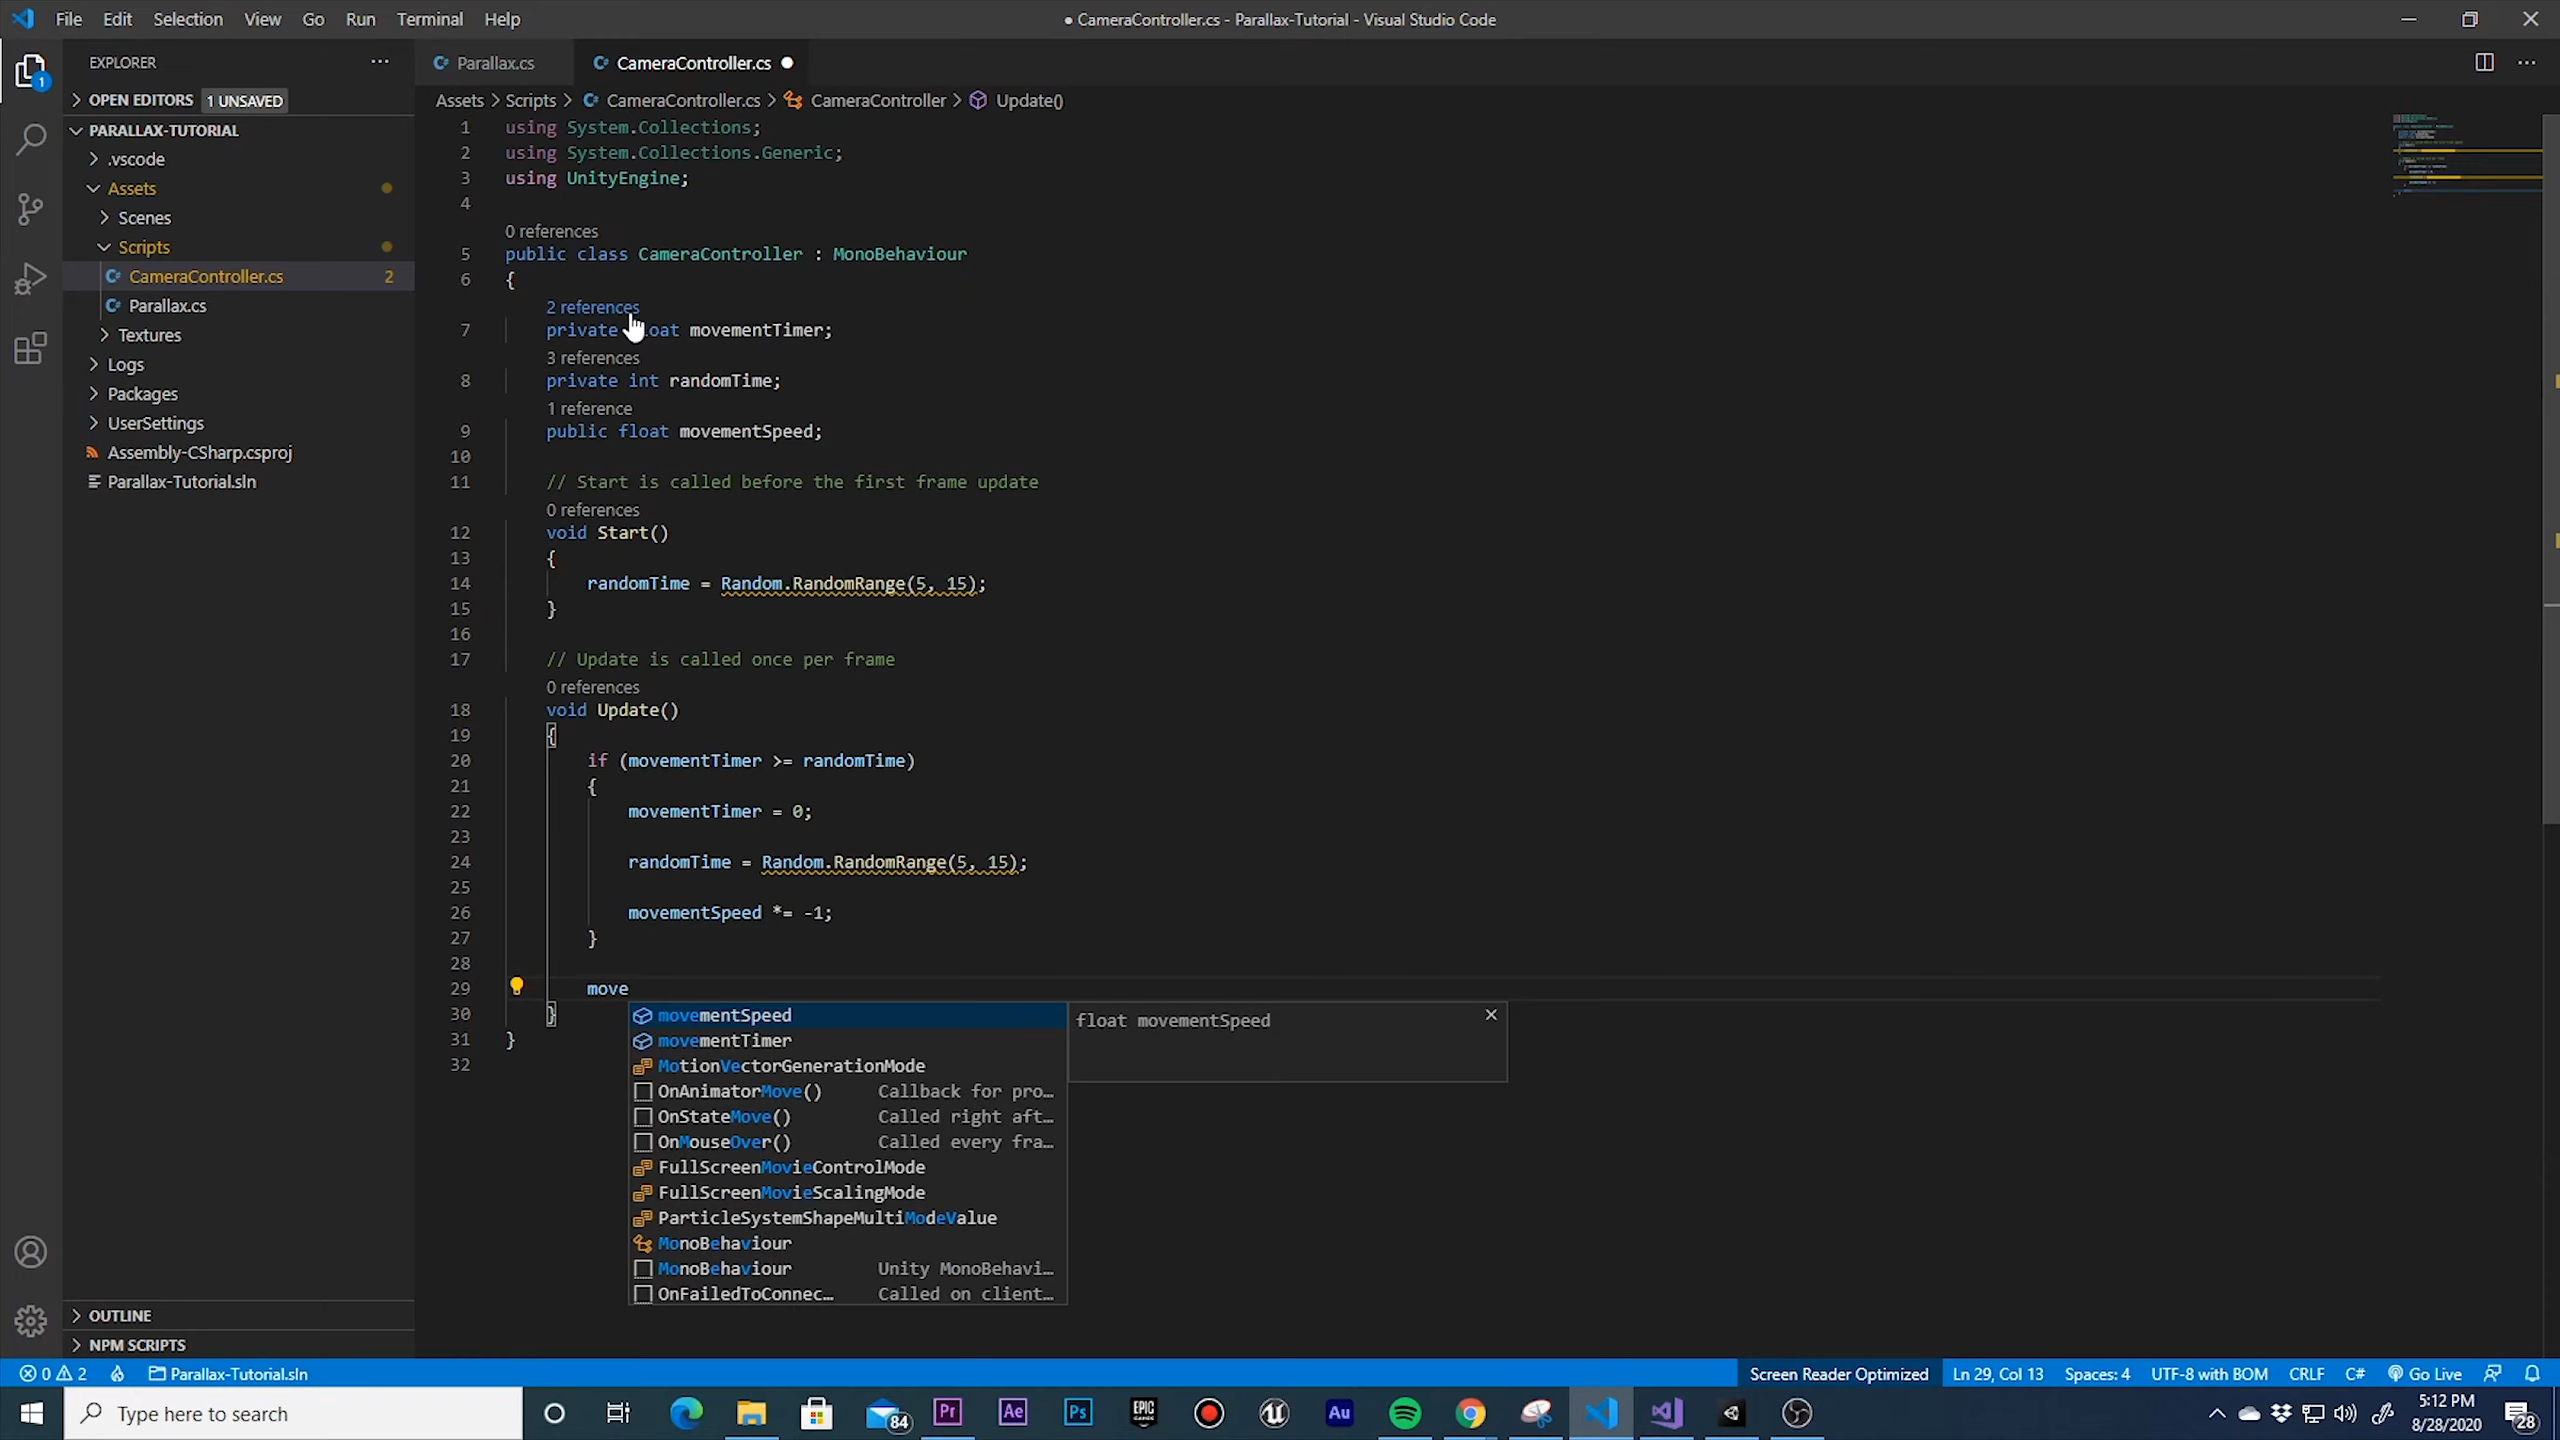 File Edit Selection View Go Run Terminal Help
● CameraController.cs - Parallax-Tutorial - Visual Studio Code
EXPLORER
OPEN EDITORS 1 UNSAVED
PARALLAX-TUTORIAL
.vscode
Assets
Scenes
Scripts
CameraController.cs 2
Parallax.cs
Textures
Logs
Packages
UserSettings
Assembly-CSharp.csproj
Parallax-Tutorial.sln
OUTLINE
NPM SCRIPTS
1
Parallax.cs CameraController.cs
Assets > Scripts > CameraController.cs > CameraController > Update()
1 using System.Collections;
2 using System.Collections.Generic;
3 using UnityEngine;
4
0 references
5 public class CameraController : MonoBehaviour
6 {
2 references
7 private float movementTimer;
3 references
8 private int randomTime;
1 reference
9 public float movementSpeed;
10
11 // Start is called before the first frame update
0 references
12 void Start()
13 {
14 randomTime = Random.RandomRange(5, 15);
15 }
16
17 // Update is called once per frame
0 references
18 void Update()
19 {
20 if (movementTimer >= randomTime)
21 {
22 movementTimer = 0;
23
24 randomTime = Random.RandomRange(5, 15);
25
26 movementSpeed *= -1;
27 }
28
29 move
30 }
31 }
32
movementSpeed
movementTimer
MotionVectorGenerationMode
OnAnimatorMove() Callback for pro…
OnStateMove() Called right aft…
OnMouseOver() Called every fra…
FullScreenMovieControlMode
FullScreenMovieScalingMode
ParticleSystemShapeMultiModeValue
MonoBehaviour
MonoBehaviour Unity MonoBehavi…
OnFailedToConnec… Called on client…
float movementSpeed
0 2 Parallax-Tutorial.sln
Screen Reader Optimized Ln 29, Col 13 Spaces: 4 UTF-8 with BOM CRLF C# Go Live
Type here to search
84 Pr Ae Ps EPIC GAMES Au
5:12 PM
8/28/2020
28